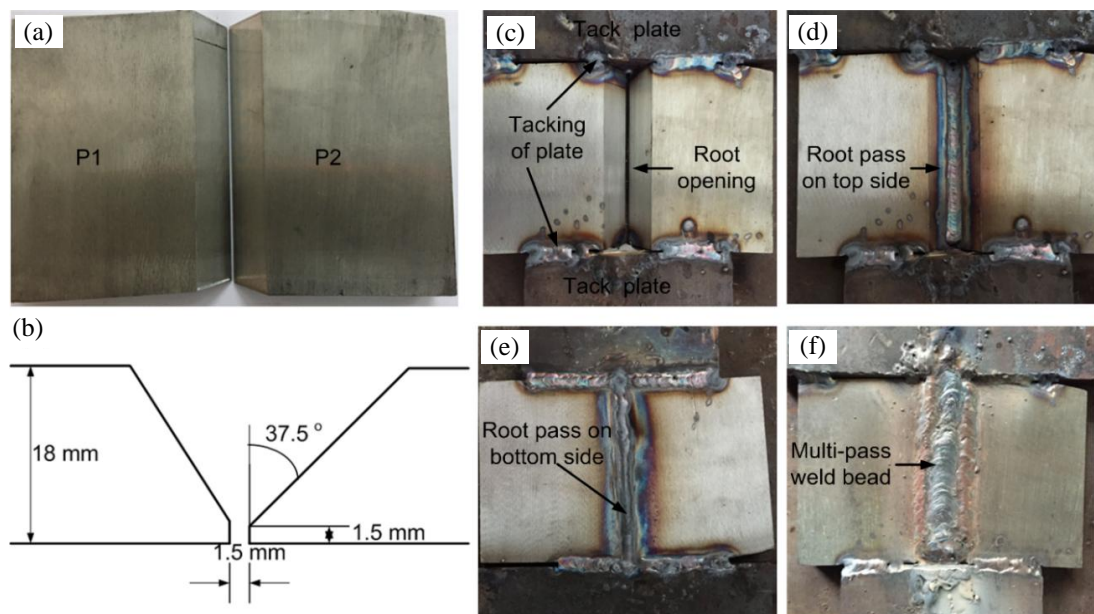 (a)
P1
P2
(b)
18 mm
37.5 o
1.5 mm
1.5 mm
(c)
Tack plate
Tacking
of plate
Root
opening
Tack plate
(d)
Root pass
on top side
(e)
Root pass on
bottom side
(f)
Multi-pass
weld bead